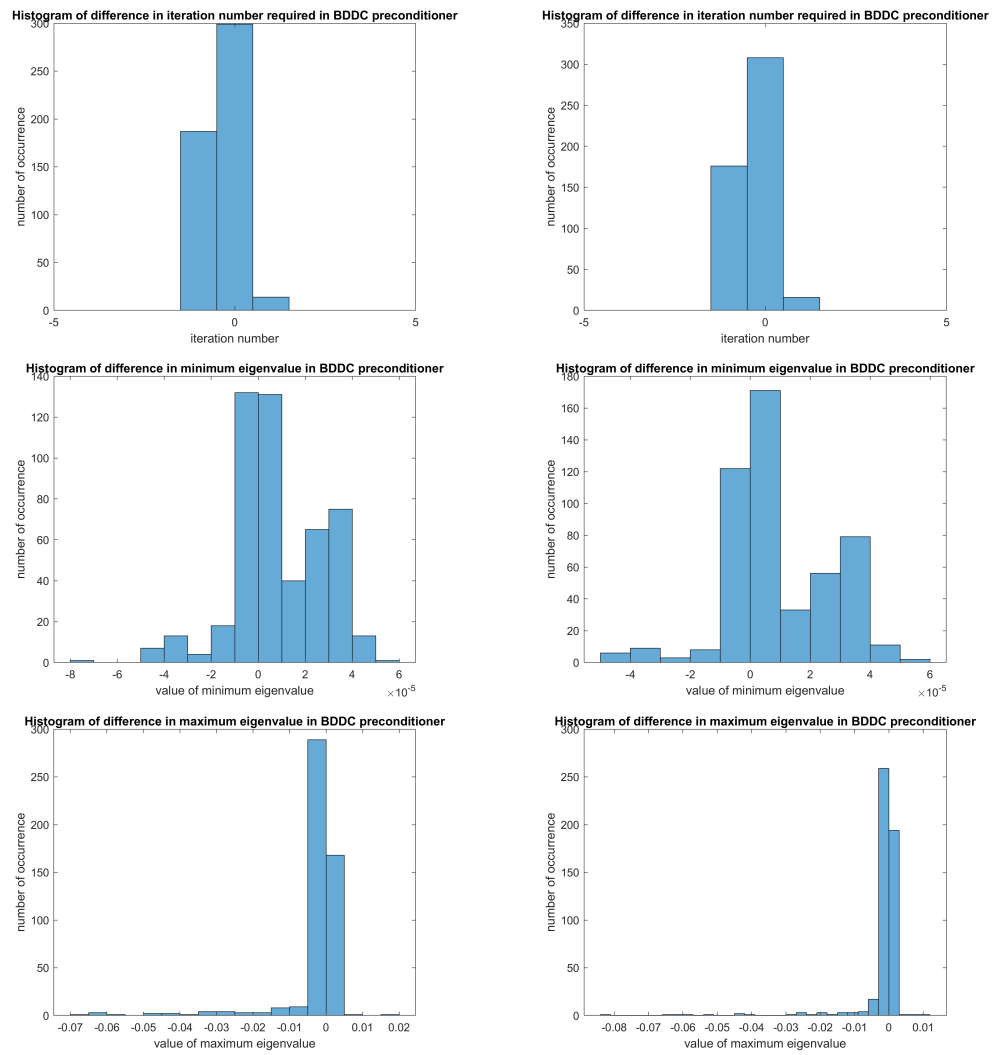 Histogram of difference in iteration number required in BDDC preconditioner
300
250
200
150
100
50
0
number of occurrence
-5 0 5
iteration number
Histogram of difference in iteration number required in BDDC preconditioner
350
300
250
200
150
100
50
0
number of occurrence
-5 0 5
iteration number
Histogram of difference in minimum eigenvalue in BDDC preconditioner
140
120
100
80
60
40
20
0
number of occurrence
-8 -6 -4 -2 0 2 4 6
×10-5
value of minimum eigenvalue
Histogram of difference in minimum eigenvalue in BDDC preconditioner
180
160
140
120
100
80
60
40
20
0
number of occurrence
-4 -2 0 2 4 6
×10-5
value of minimum eigenvalue
Histogram of difference in maximum eigenvalue in BDDC preconditioner
300
250
200
150
100
50
0
number of occurrence
-0.07 -0.06 -0.05 -0.04 -0.03 -0.02 -0.01 0 0.01 0.02
value of maximum eigenvalue
Histogram of difference in maximum eigenvalue in BDDC preconditioner
300
250
200
150
100
50
0
number of occurrence
-0.08 -0.07 -0.06 -0.05 -0.04 -0.03 -0.02 -0.01 0 0.01
value of maximum eigenvalue